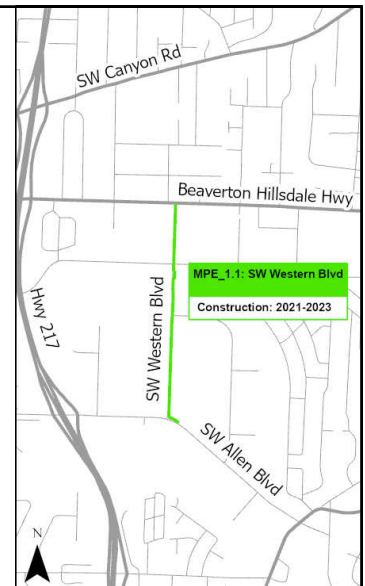 SW Canyon Rd
Beaverton Hillsdale Hwy
MPE_1.1: SW Western Blvd
Construction: 2021-2023
Hwy 217
SW Western Blvd
SW Allen Blvd
N